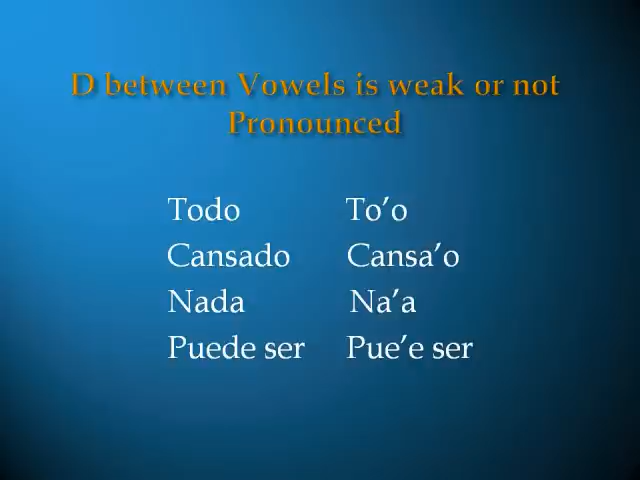 D between Vowels is weak or not
Pronounced
Todo To’o
Cansado Cansa’o
Nada Na’a
Puede ser Pue’e ser